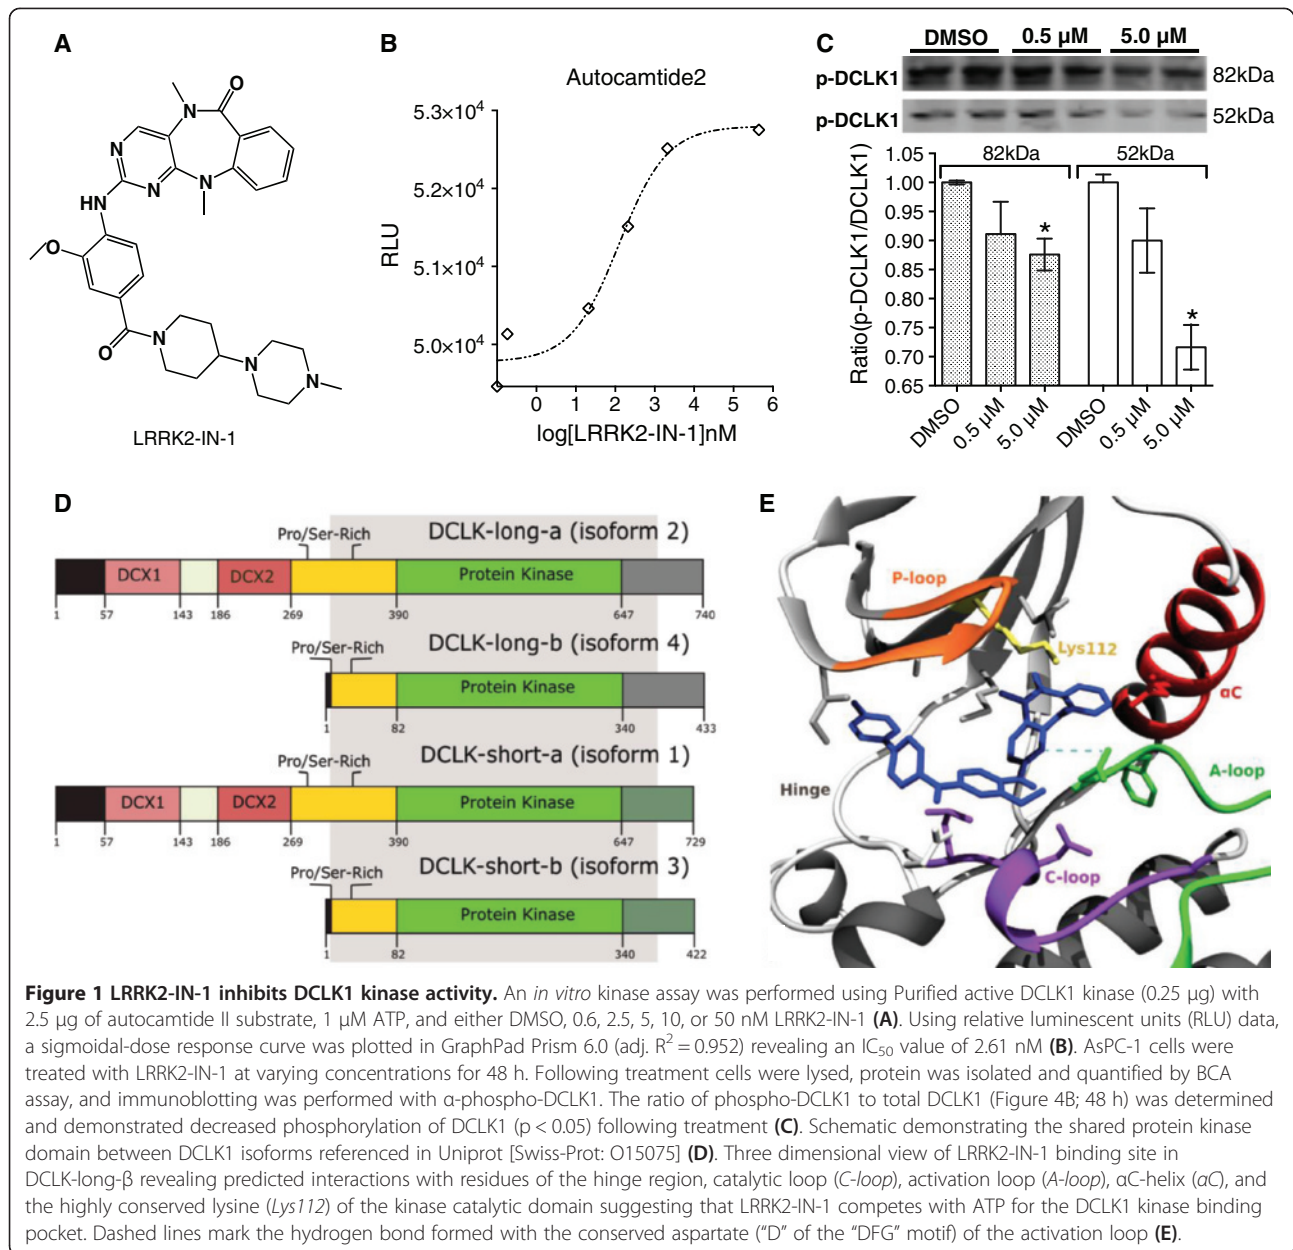 A
O
N
N
N
N
HN
O
O
N
N
N
LRRK2-IN-1
B
Autocamtide2
RLU
5.3×10⁴
5.2×10⁴
5.1×10⁴
5.0×10⁴
0 1 2 3 4 5 6
log[LRRK2-IN-1]nM
C
DMSO 0.5 µM 5.0 µM
p-DCLK1 82kDa
p-DCLK1 52kDa
Ratio(p-DCLK1/DCLK1)
82kDa 52kDa
1.05
1.00
0.95
0.90
0.85
0.80
0.75
0.70
0.65
* *
DMSO 0.5 µM 5.0 µM DMSO 0.5 µM 5.0 µM
D
Pro/Ser-Rich DCLK-long-a (isoform 2)
DCX1 DCX2 Protein Kinase
1 57 143 186 269 390 647 740
Pro/Ser-Rich DCLK-long-b (isoform 4)
Protein Kinase
1 82 340 433
Pro/Ser-Rich DCLK-short-a (isoform 1)
DCX1 DCX2 Protein Kinase
1 57 143 186 269 390 647 729
Pro/Ser-Rich DCLK-short-b (isoform 3)
Protein Kinase
1 82 340 422
E
P-loop
Lys112
αC
A-loop
Hinge
C-loop
Figure 1 LRRK2-IN-1 inhibits DCLK1 kinase activity. An in vitro kinase assay was performed using Purified active DCLK1 kinase (0.25 µg) with
2.5 µg of autocamtide II substrate, 1 µM ATP, and either DMSO, 0.6, 2.5, 5, 10, or 50 nM LRRK2-IN-1 (A). Using relative luminescent units (RLU) data,
a sigmoidal-dose response curve was plotted in GraphPad Prism 6.0 (adj. R² = 0.952) revealing an IC₅₀ value of 2.61 nM (B). AsPC-1 cells were
treated with LRRK2-IN-1 at varying concentrations for 48 h. Following treatment cells were lysed, protein was isolated and quantified by BCA
assay, and immunoblotting was performed with α-phospho-DCLK1. The ratio of phospho-DCLK1 to total DCLK1 (Figure 4B; 48 h) was determined
and demonstrated decreased phosphorylation of DCLK1 (p < 0.05) following treatment (C). Schematic demonstrating the shared protein kinase
domain between DCLK1 isoforms referenced in Uniprot [Swiss-Prot: O15075] (D). Three dimensional view of LRRK2-IN-1 binding site in
DCLK-long-β revealing predicted interactions with residues of the hinge region, catalytic loop (C-loop), activation loop (A-loop), αC-helix (αC), and
the highly conserved lysine (Lys112) of the kinase catalytic domain suggesting that LRRK2-IN-1 competes with ATP for the DCLK1 kinase binding
pocket. Dashed lines mark the hydrogen bond formed with the conserved aspartate (“D” of the “DFG” motif) of the activation loop (E).